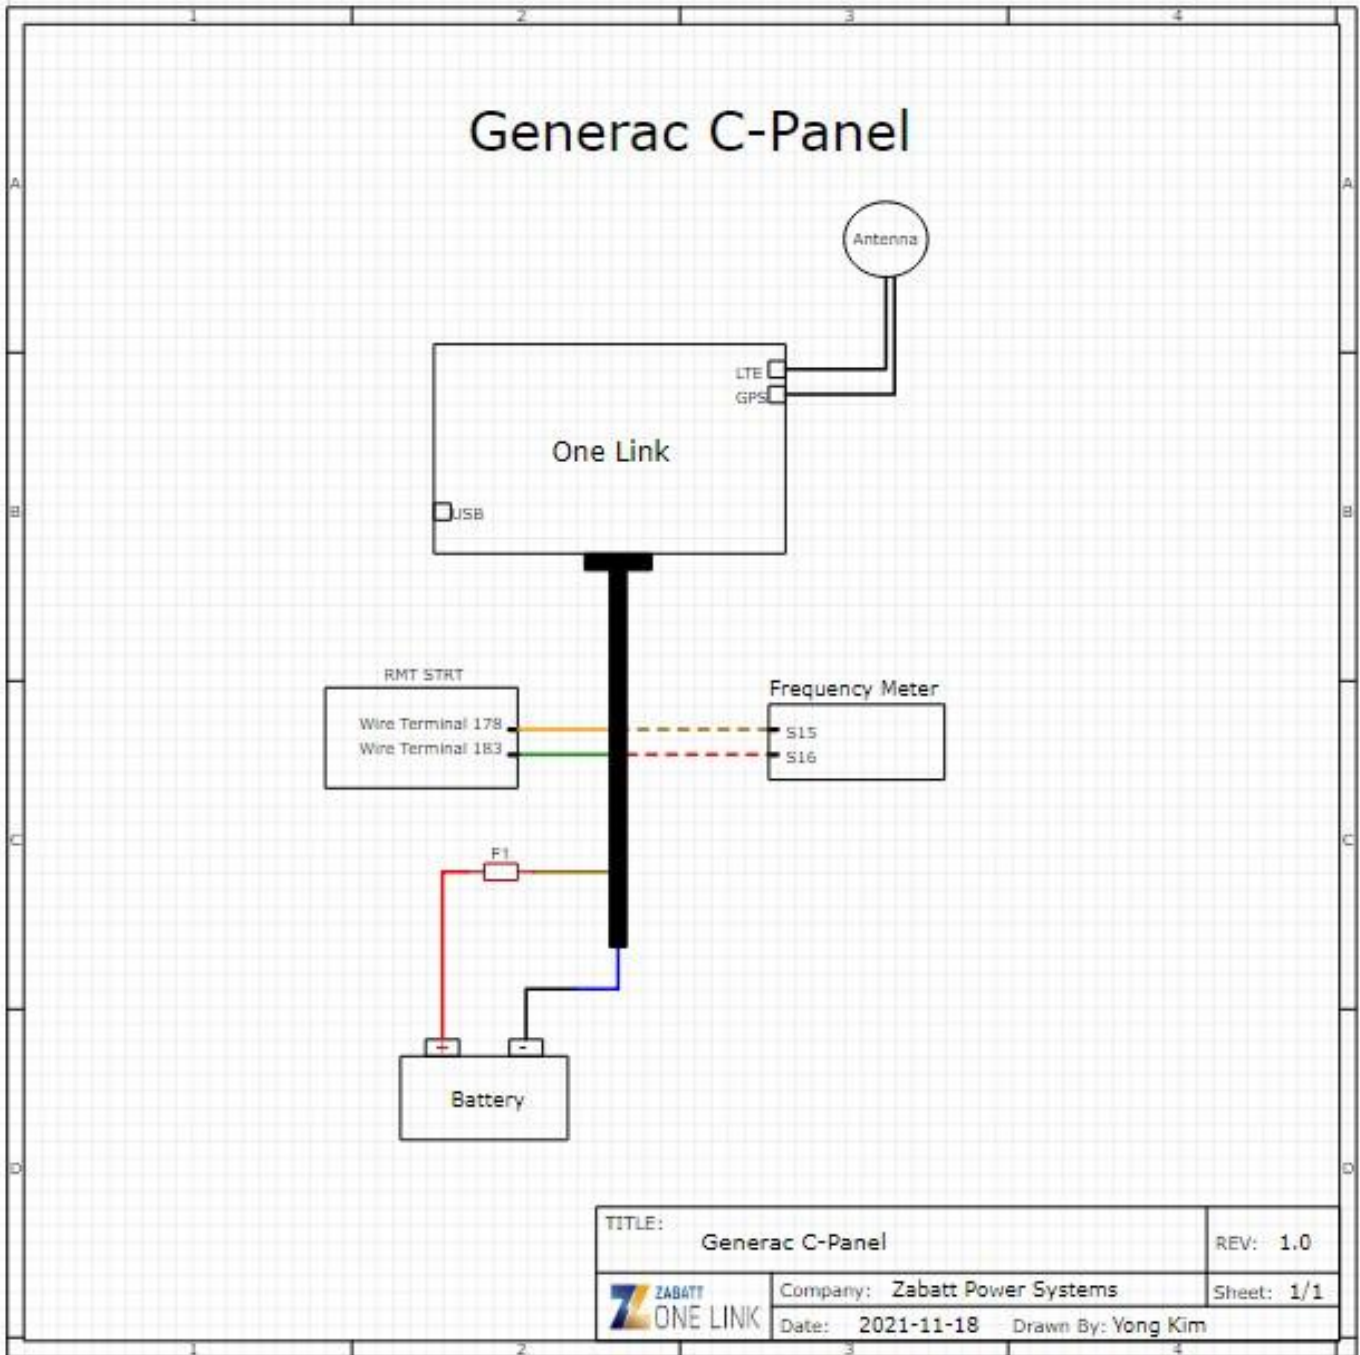 1 2 3 4
Generac C-Panel
A A
Antenna
LTE
GPS
One Link
B B
USB
RMT STRT
Frequency Meter
Wire Terminal 178
S15
Wire Terminal 183
S16
C C
F1
-
Battery
D D
TITLE:
Generac C-Panel
REV: 1.0
ZABATT
ONE LINK
Company: Zabatt Power Systems
Sheet: 1/1
Date: 2021-11-18 Drawn By: Yong Kim
1 2 3 4